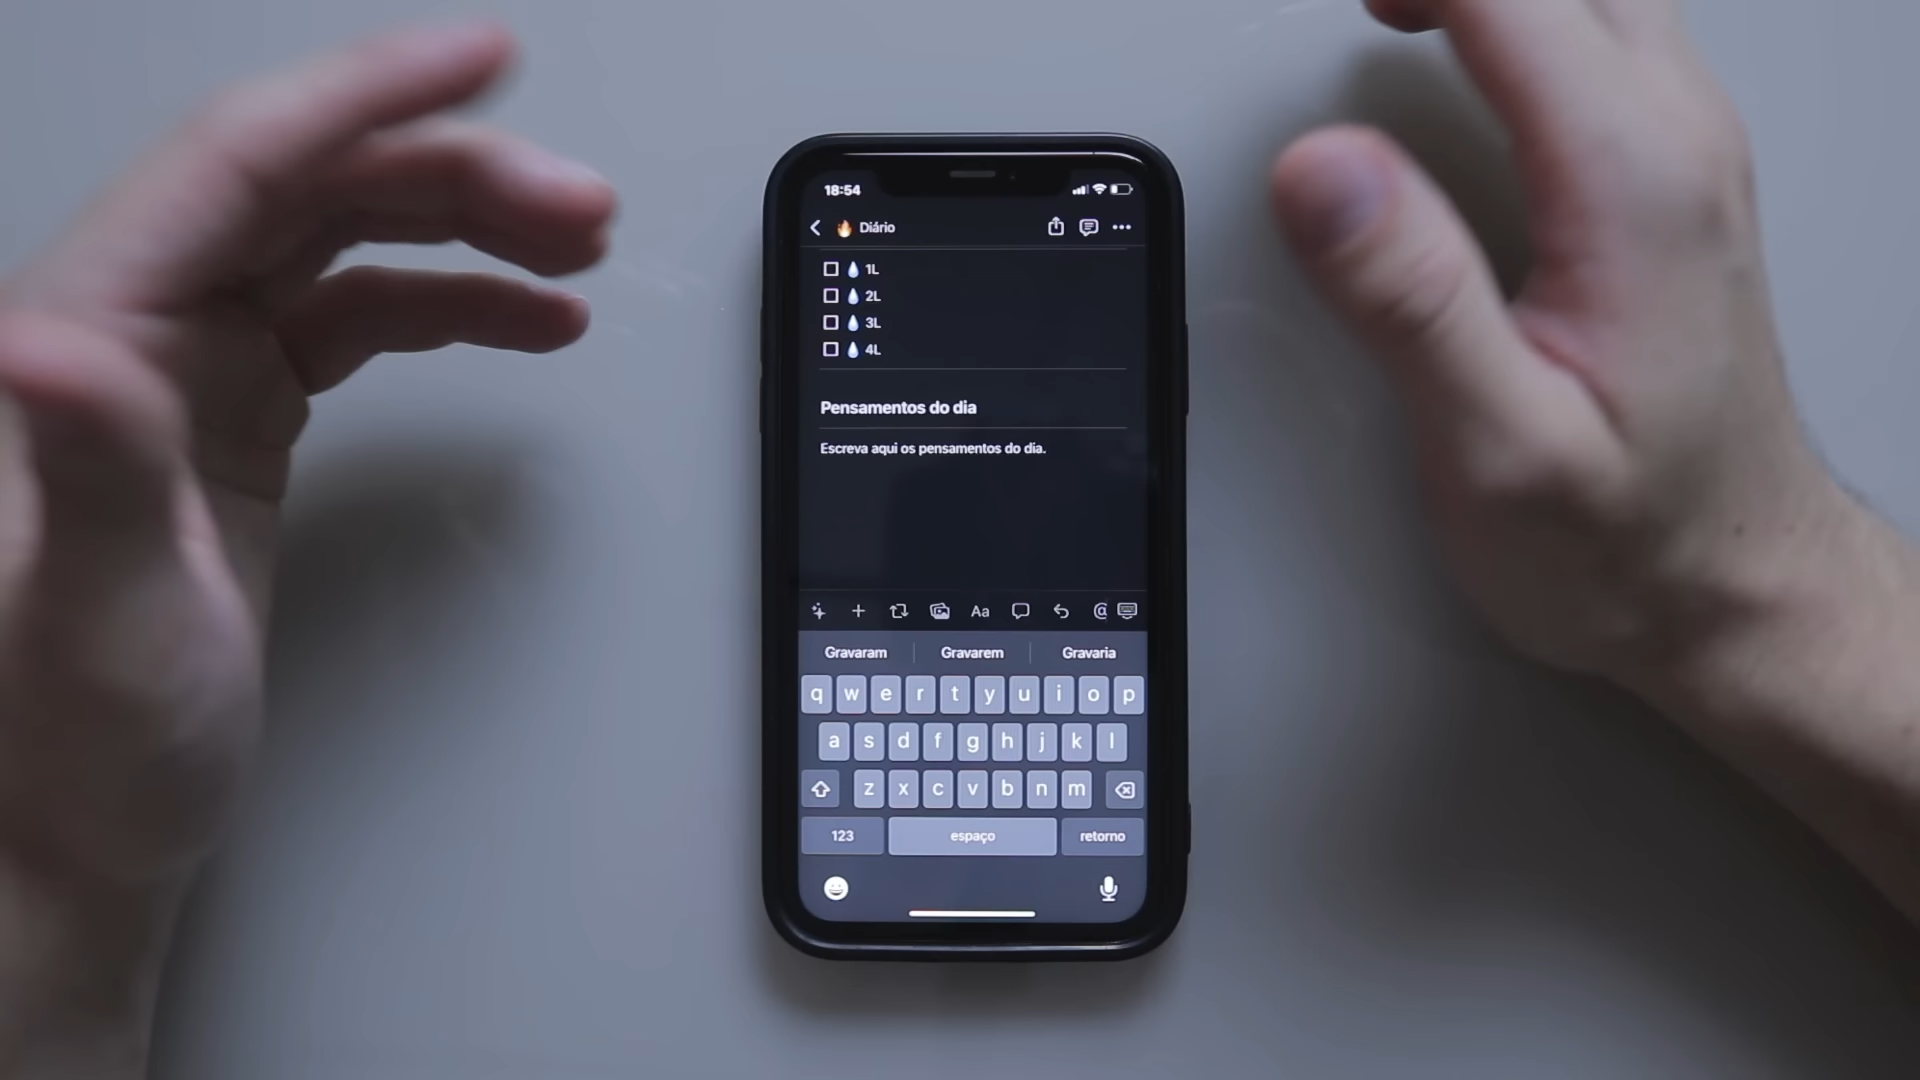 18:54
🔥 Diário
💧 1L
💧 2L
💧 3L
💧 4L
Pensamentos do dia
Escreva aqui os pensamentos do dia.
Aa @
Gravaram Gravarem Gravaria
q w e r t y u i o p
a s d f g h j k l
z x c v b n m
123 espaço retorno